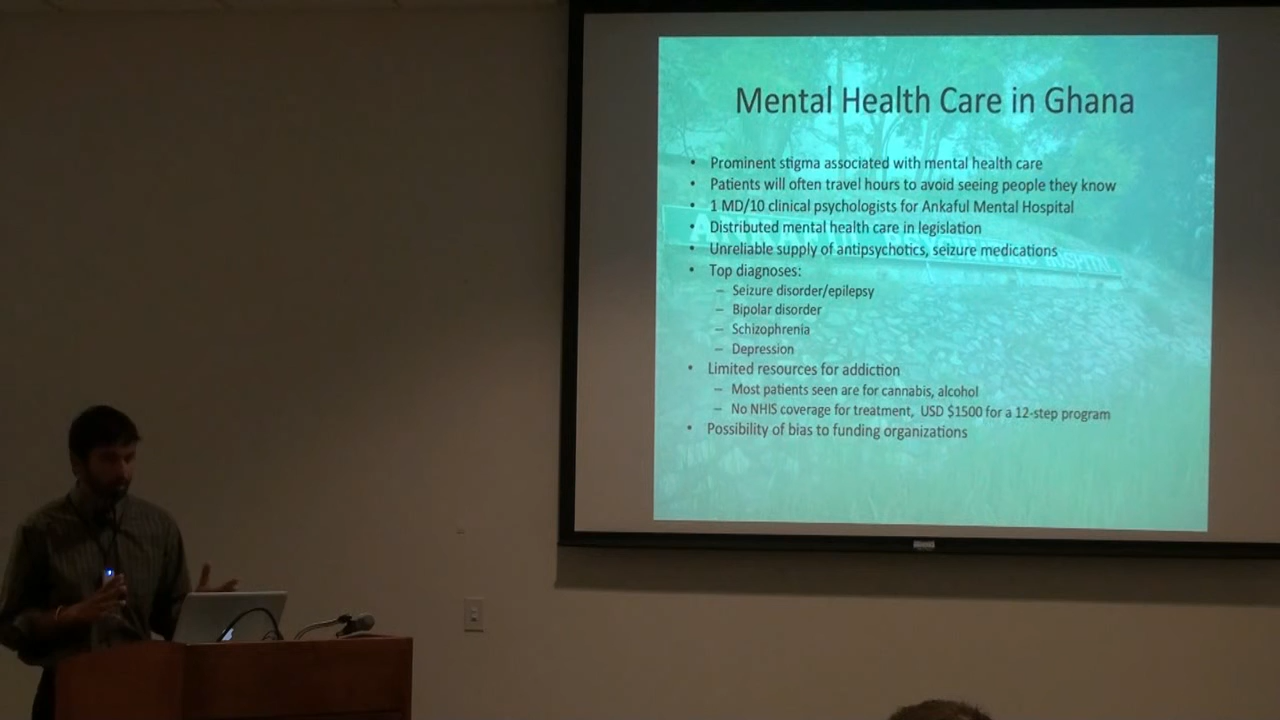 Mental Health Care in Ghana
• Prominent stigma associated with mental health care
• Patients will often travel hours to avoid seeing people they know
• 1 MD/10 clinical psychologists for Ankaful Mental Hospital
• Distributed mental health care in legislation
• Unreliable supply of antipsychotics, seizure medications
• Top diagnoses:
– Seizure disorder/epilepsy
– Bipolar disorder
– Schizophrenia
– Depression
• Limited resources for addiction
– Most patients seen are for cannabis, alcohol
– No NHIS coverage for treatment, USD $1500 for a 12-step program
• Possibility of bias to funding organizations
HOSPITAL